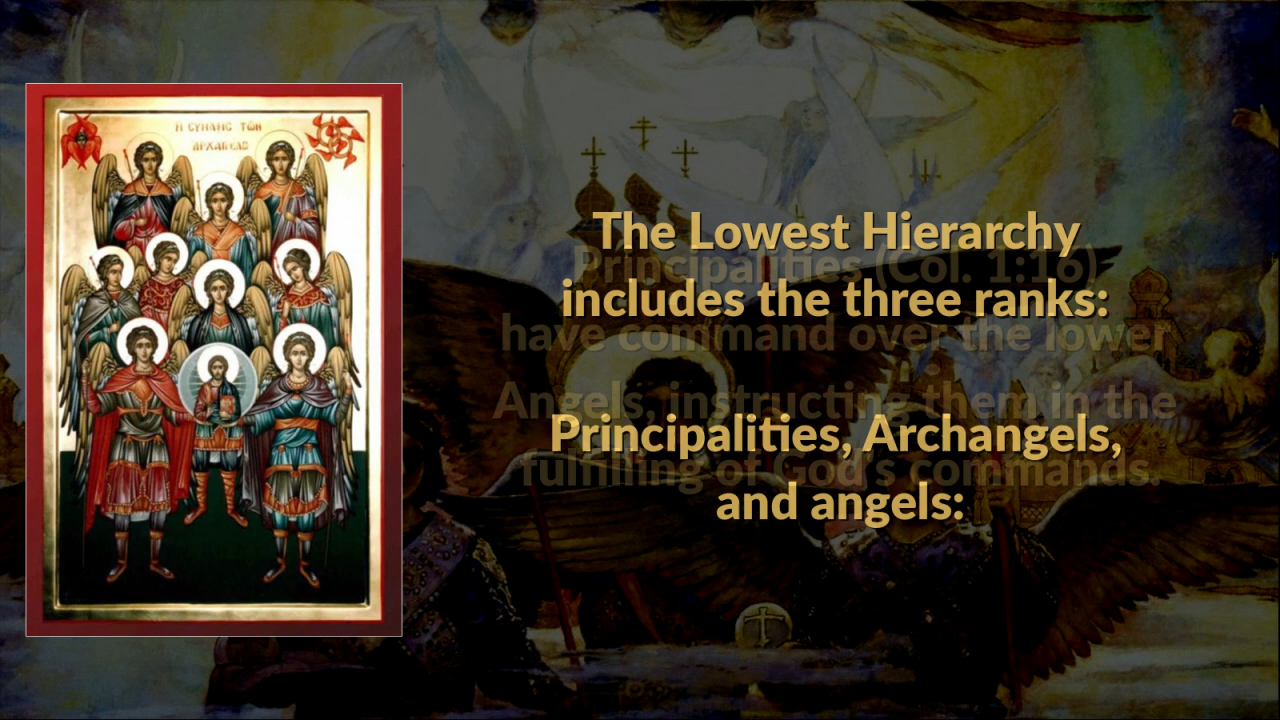 Η CΥΝΑΞΙC ΤΩΝ
ΑΡΧΑΓΓΕΛΩΝ
The Lowest Hierarchy
includes the three ranks:
Principalities, Archangels,
and angels:
Principalities (Col. 1:16)
have command over the lower
Angels, instructing them in the
fulfilling of God's commands.